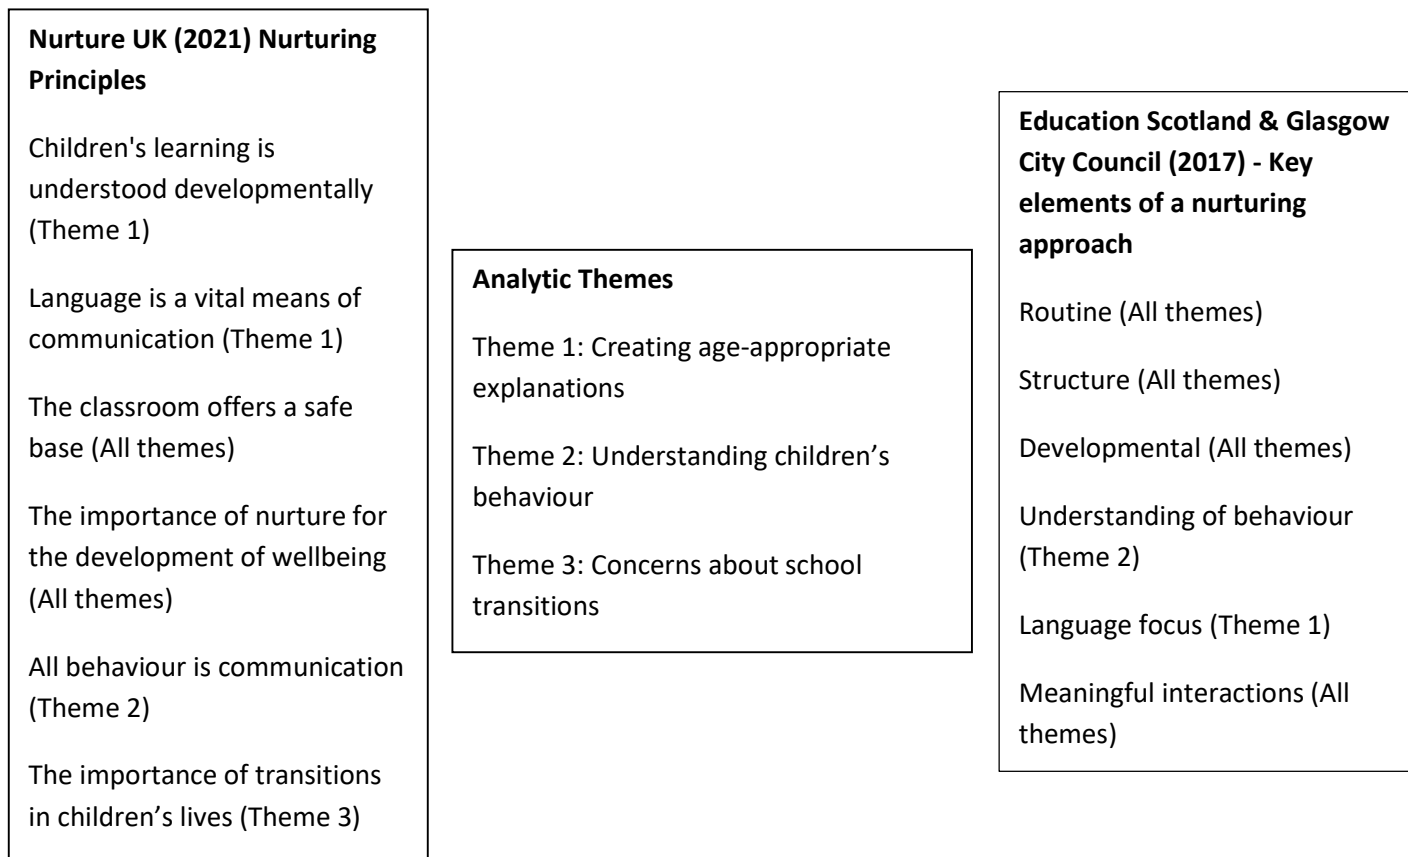 Nurture UK (2021) Nurturing
Principles
Children's learning is
understood developmentally
(Theme 1)
Language is a vital means of
communication (Theme 1)
The classroom offers a safe
base (All themes)
The importance of nurture for
the development of wellbeing
(All themes)
All behaviour is communication
(Theme 2)
The importance of transitions
in children’s lives (Theme 3)
Analytic Themes
Theme 1: Creating age-appropriate
explanations
Theme 2: Understanding children’s
behaviour
Theme 3: Concerns about school
transitions
Education Scotland & Glasgow
City Council (2017) - Key
elements of a nurturing
approach
Routine (All themes)
Structure (All themes)
Developmental (All themes)
Understanding of behaviour
(Theme 2)
Language focus (Theme 1)
Meaningful interactions (All
themes)